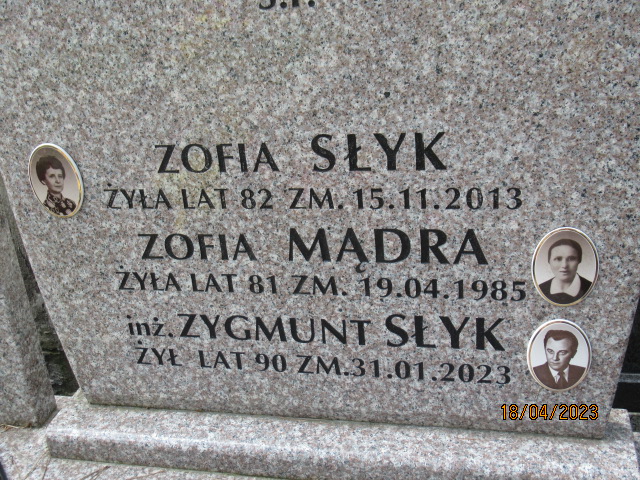 Ś.P.
ZOFIA SŁYK
ŻYŁA LAT 82 ZM. 15.11.2013
ZOFIA MĄDRA
ŻYŁA LAT 81 ZM. 19.04.1985
inż. ZYGMUNT SŁYK
ŻYŁ LAT 90 ZM. 31.01.2023
18/04/2023